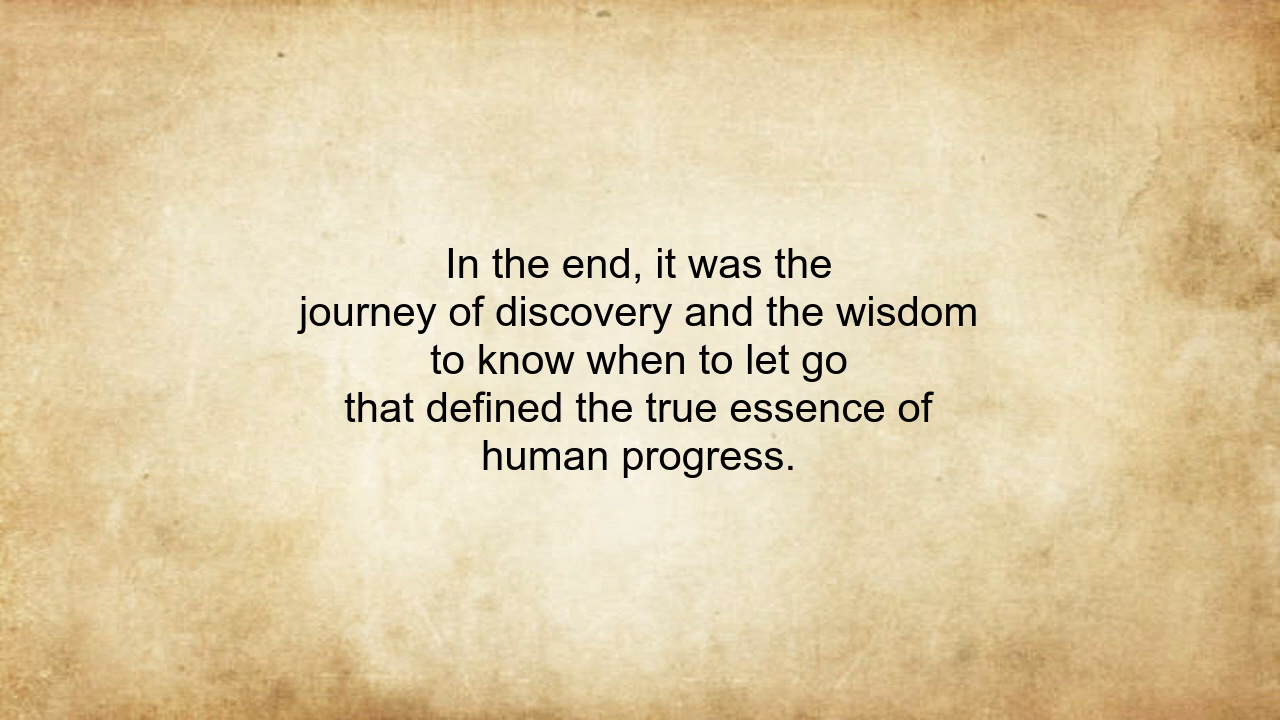 In the end, it was the
journey of discovery and the wisdom
to know when to let go
that defined the true essence of
human progress.